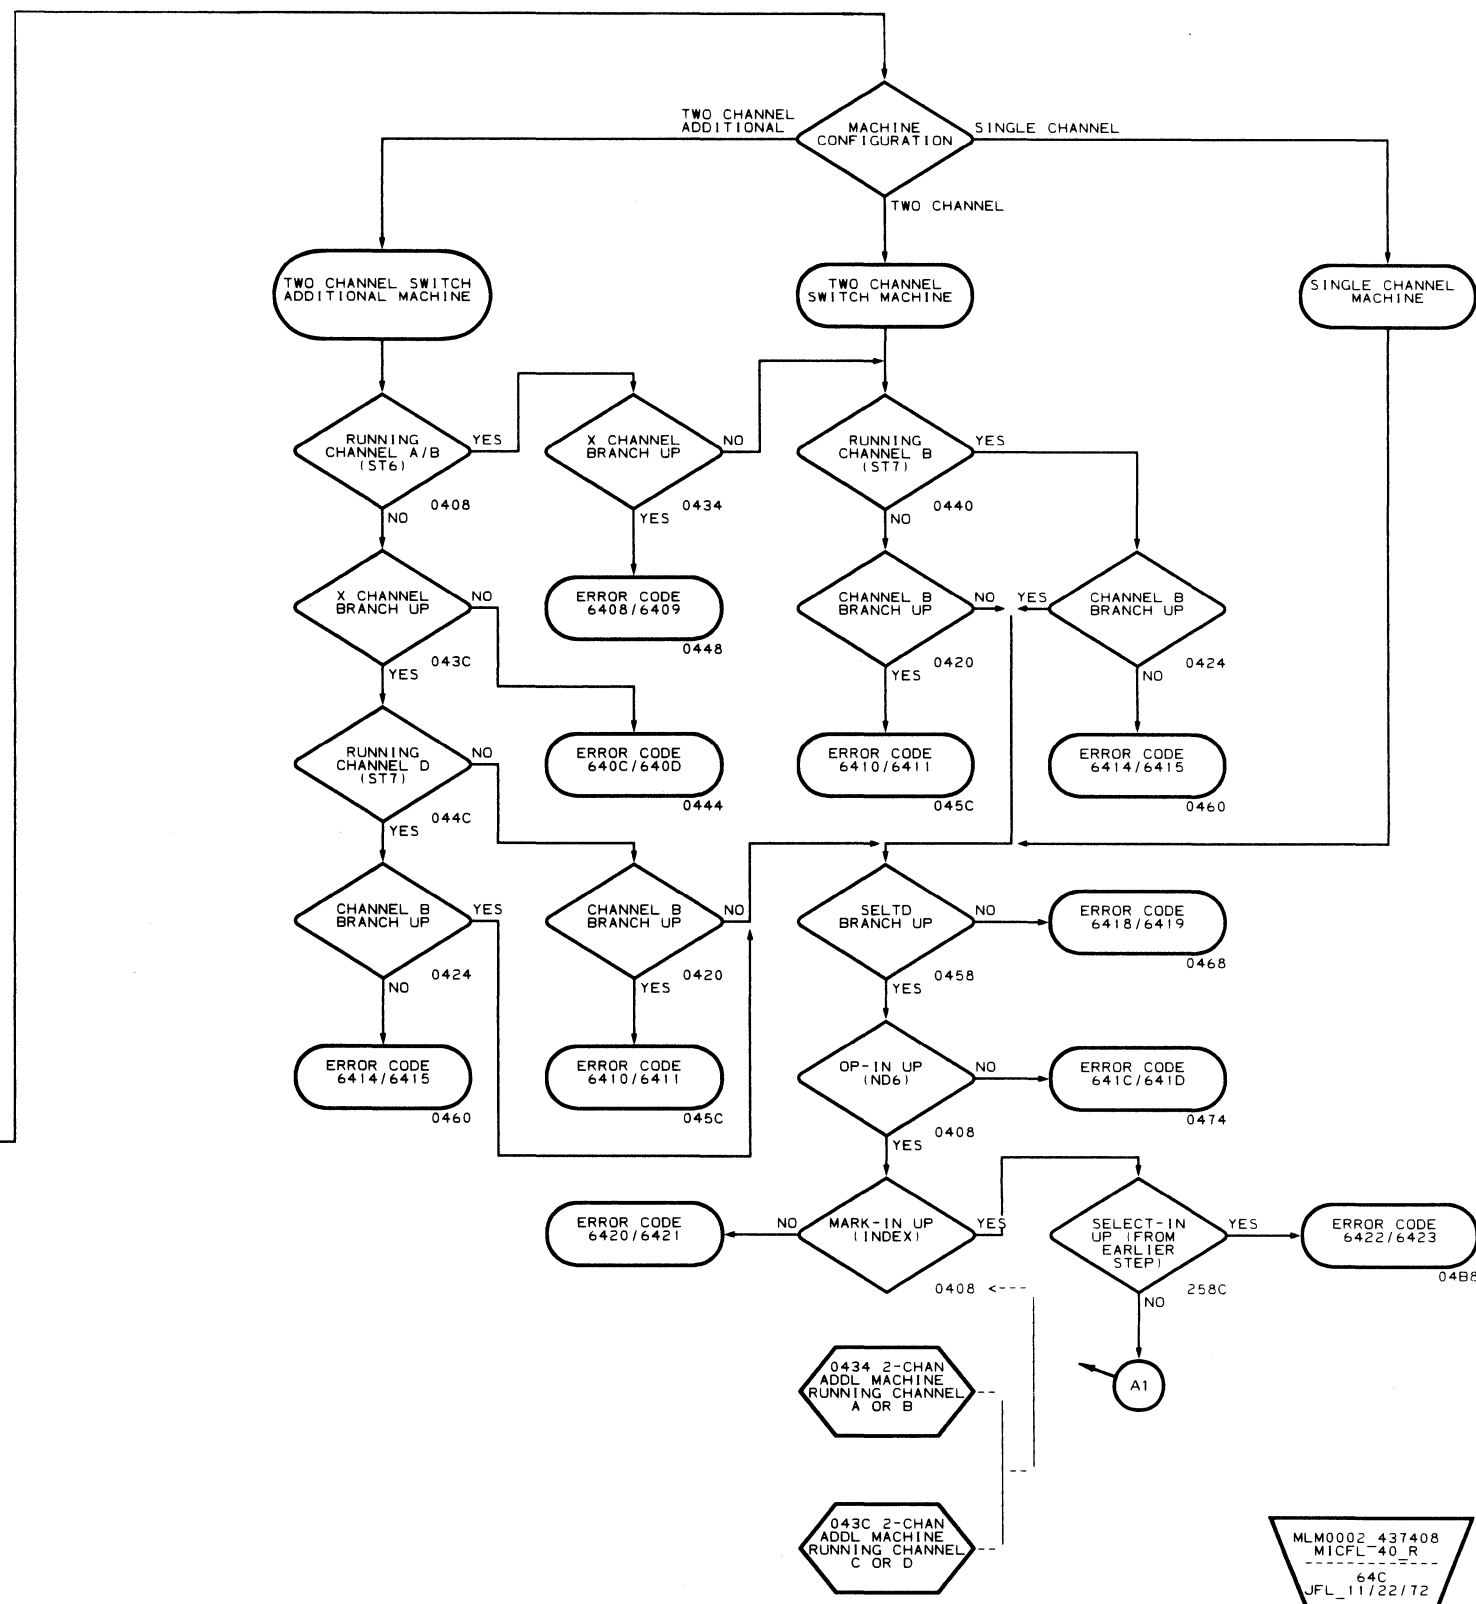 TWO CHANNEL
ADDITIONAL
MACHINE
CONFIGURATION
SINGLE CHANNEL
TWO CHANNEL
TWO CHANNEL SWITCH
ADDITIONAL MACHINE
TWO CHANNEL
SWITCH MACHINE
SINGLE CHANNEL
MACHINE
RUNNING
CHANNEL A/B
(ST6)
YES
0408
NO
X CHANNEL
BRANCH UP
NO
0434
YES
RUNNING
CHANNEL B
(ST7)
YES
0440
NO
X CHANNEL
BRANCH UP
NO
043C
YES
ERROR CODE
6408/6409
0448
CHANNEL B
BRANCH UP
NO
0420
YES
YES
CHANNEL B
BRANCH UP
0424
NO
RUNNING
CHANNEL D
(ST7)
NO
044C
YES
ERROR CODE
640C/640D
0444
ERROR CODE
6410/6411
045C
ERROR CODE
6414/6415
0460
CHANNEL B
BRANCH UP
YES
0424
NO
CHANNEL B
BRANCH UP
NO
0420
YES
SELTD
BRANCH UP
NO
0458
YES
ERROR CODE
6418/6419
0468
ERROR CODE
6414/6415
0460
ERROR CODE
6410/6411
045C
OP-IN UP
(ND6)
NO
0408
YES
ERROR CODE
641C/641D
0474
ERROR CODE
6420/6421
NO
MARK-IN UP
(INDEX)
YES
0408 <---
SELECT-IN
UP (FROM
EARLIER
STEP)
YES
258C
NO
ERROR CODE
6422/6423
04B8
0434 2-CHAN
ADDL MACHINE
RUNNING CHANNEL
A OR B
A1
043C 2-CHAN
ADDL MACHINE
RUNNING CHANNEL
C OR D
MLM0002_437408
MICFL_40_R
--------------
64C
JFL_11/22/72